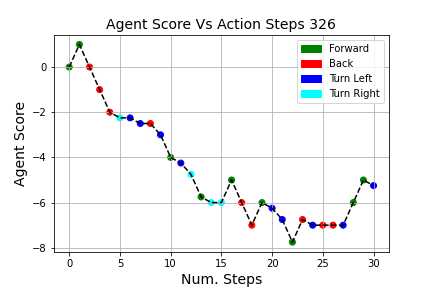 Agent Score Vs Action Steps 326
Forward
Back
Turn Left
Turn Right
Agent Score
0
−2
−4
−6
−8
0 5 10 15 20 25 30
Num. Steps